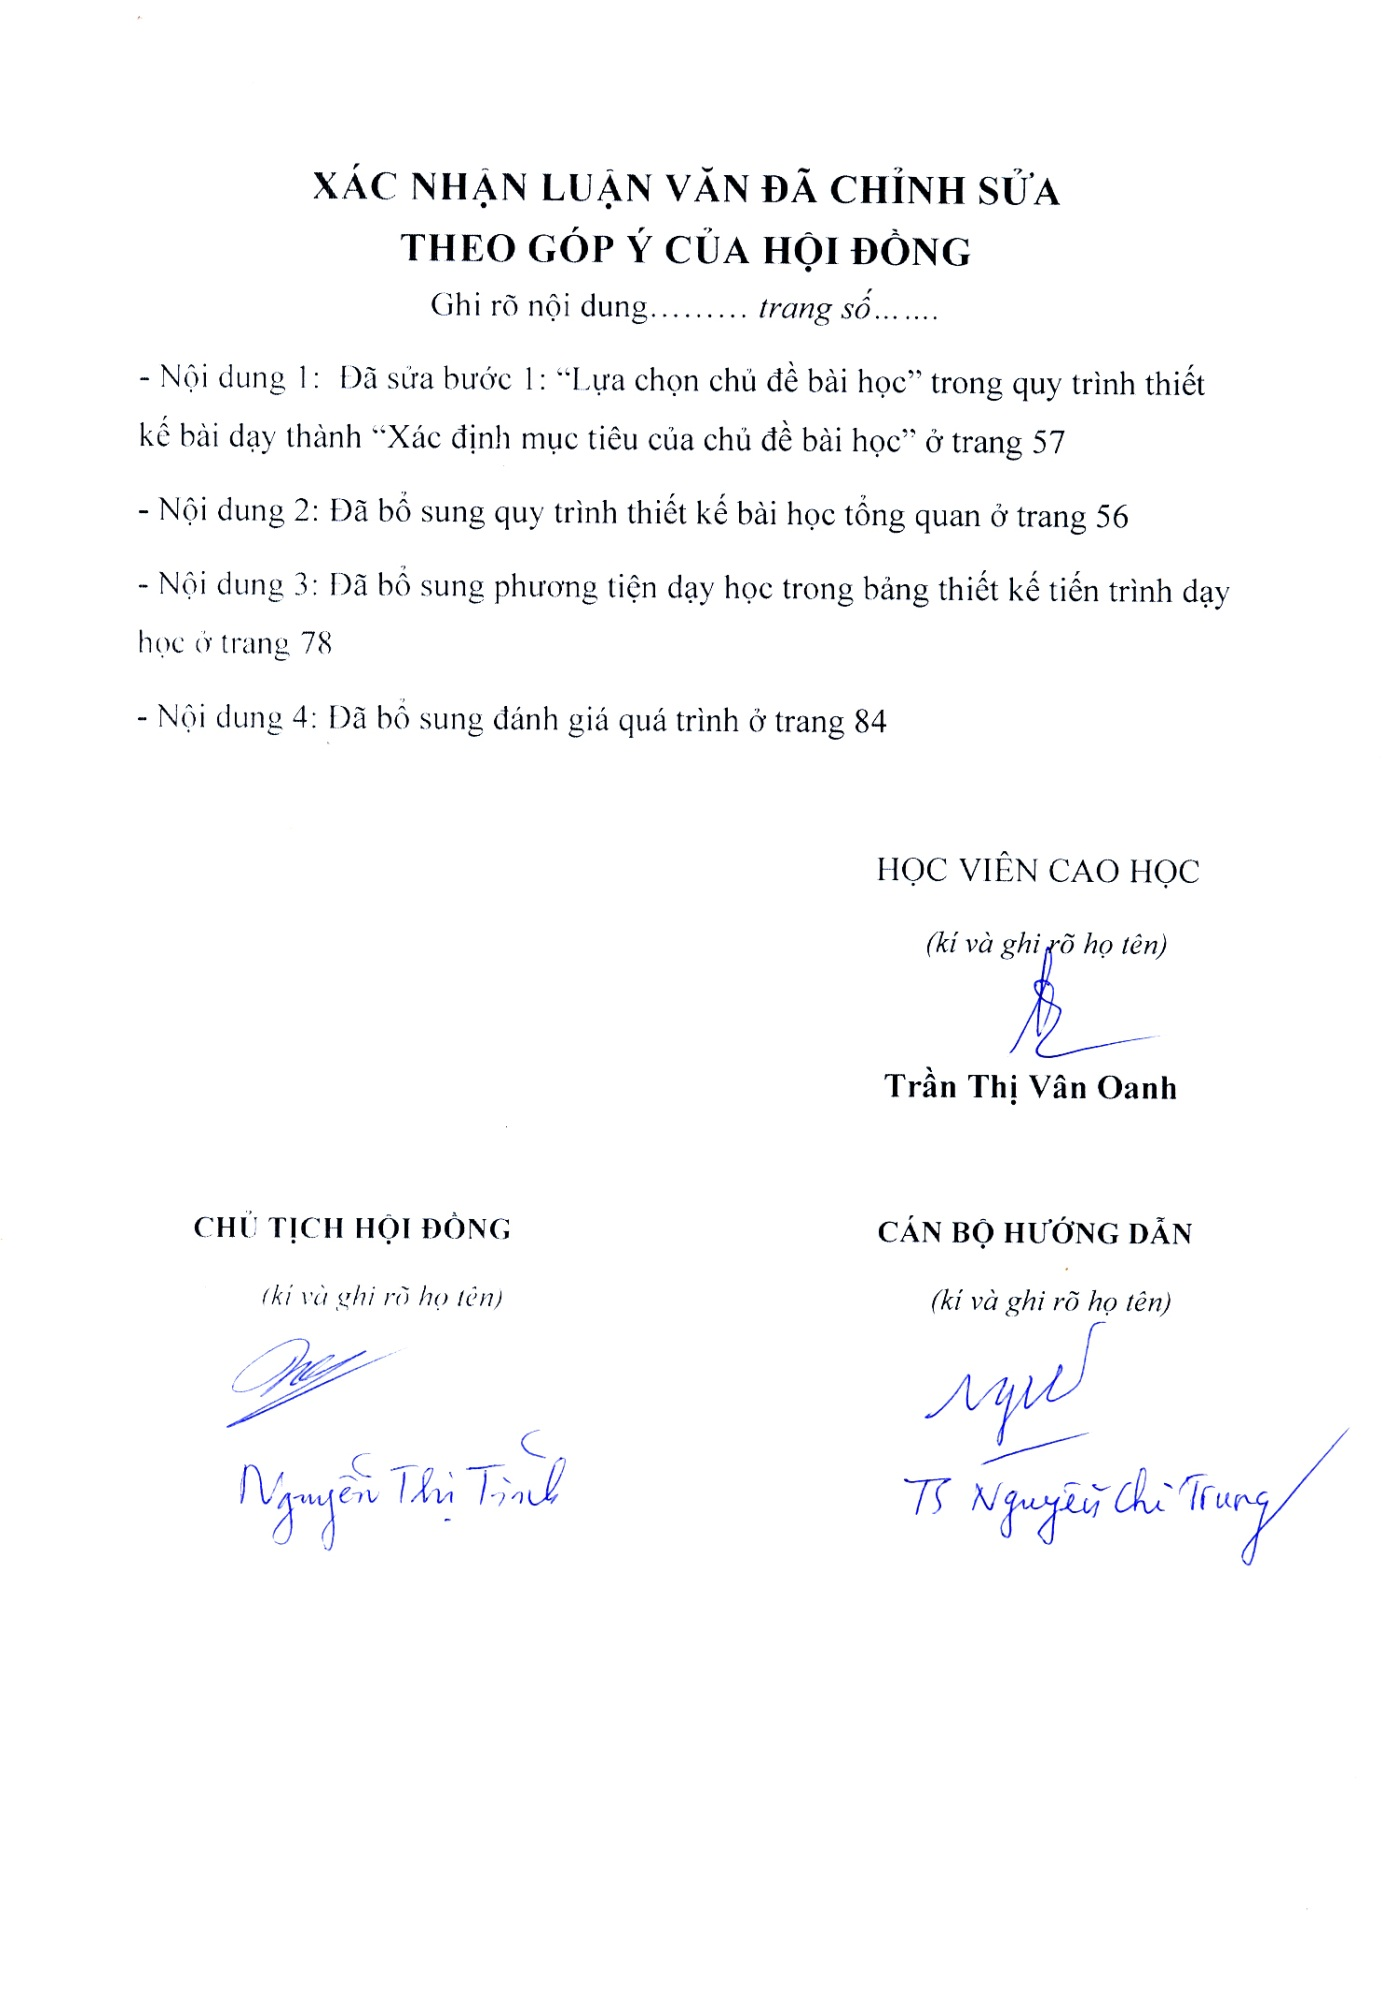 XÁC NHẬN LUẬN VĂN ĐÃ CHỈNH SỬA
THEO GÓP Ý CỦA HỘI ĐỒNG
Ghi rõ nội dung……… trang số…….
- Nội dung 1: Đã sửa bước 1: “Lựa chọn chủ đề bài học” trong quy trình thiết
kế bài dạy thành “Xác định mục tiêu của chủ đề bài học” ở trang 57
- Nội dung 2: Đã bổ sung quy trình thiết kế bài học tổng quan ở trang 56
- Nội dung 3: Đã bổ sung phương tiện dạy học trong bảng thiết kế tiến trình dạy
học ở trang 78
- Nội dung 4: Đã bổ sung đánh giá quá trình ở trang 84
HỌC VIÊN CAO HỌC
(kí và ghi rõ họ tên)
Trần Thị Vân Oanh
CHỦ TỊCH HỘI ĐỒNG
(kí và ghi rõ họ tên)
Nguyễn Thị Tình
CÁN BỘ HƯỚNG DẪN
(kí và ghi rõ họ tên)
TS Nguyễn Chí Trung